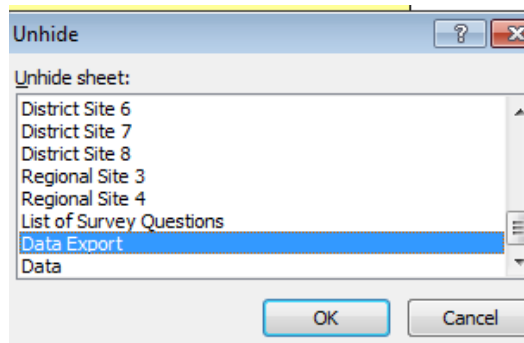 Unhide
Unhide sheet:
District Site 6
District Site 7
District Site 8
Regional Site 3
Regional Site 4
List of Survey Questions
Data Export
Data
OK Cancel